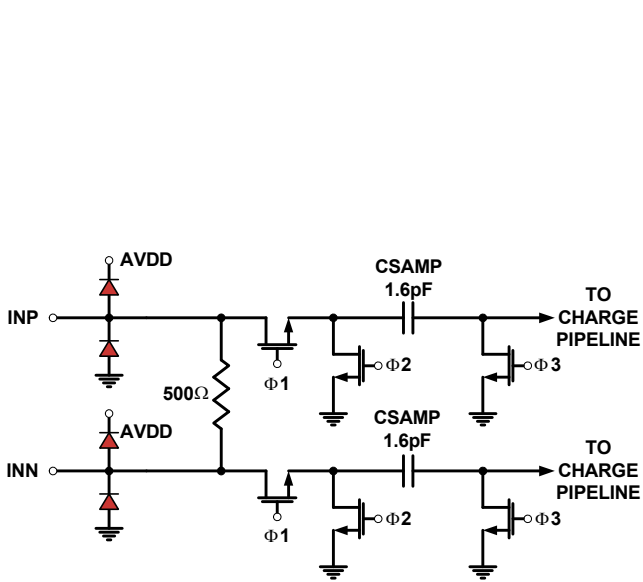 AVDD
CSAMP
1.6pF
INP
TO
CHARGE
PIPELINE
Φ1
Φ2
Φ3
500Ω
AVDD
CSAMP
1.6pF
INN
TO
CHARGE
PIPELINE
Φ1
Φ2
Φ3